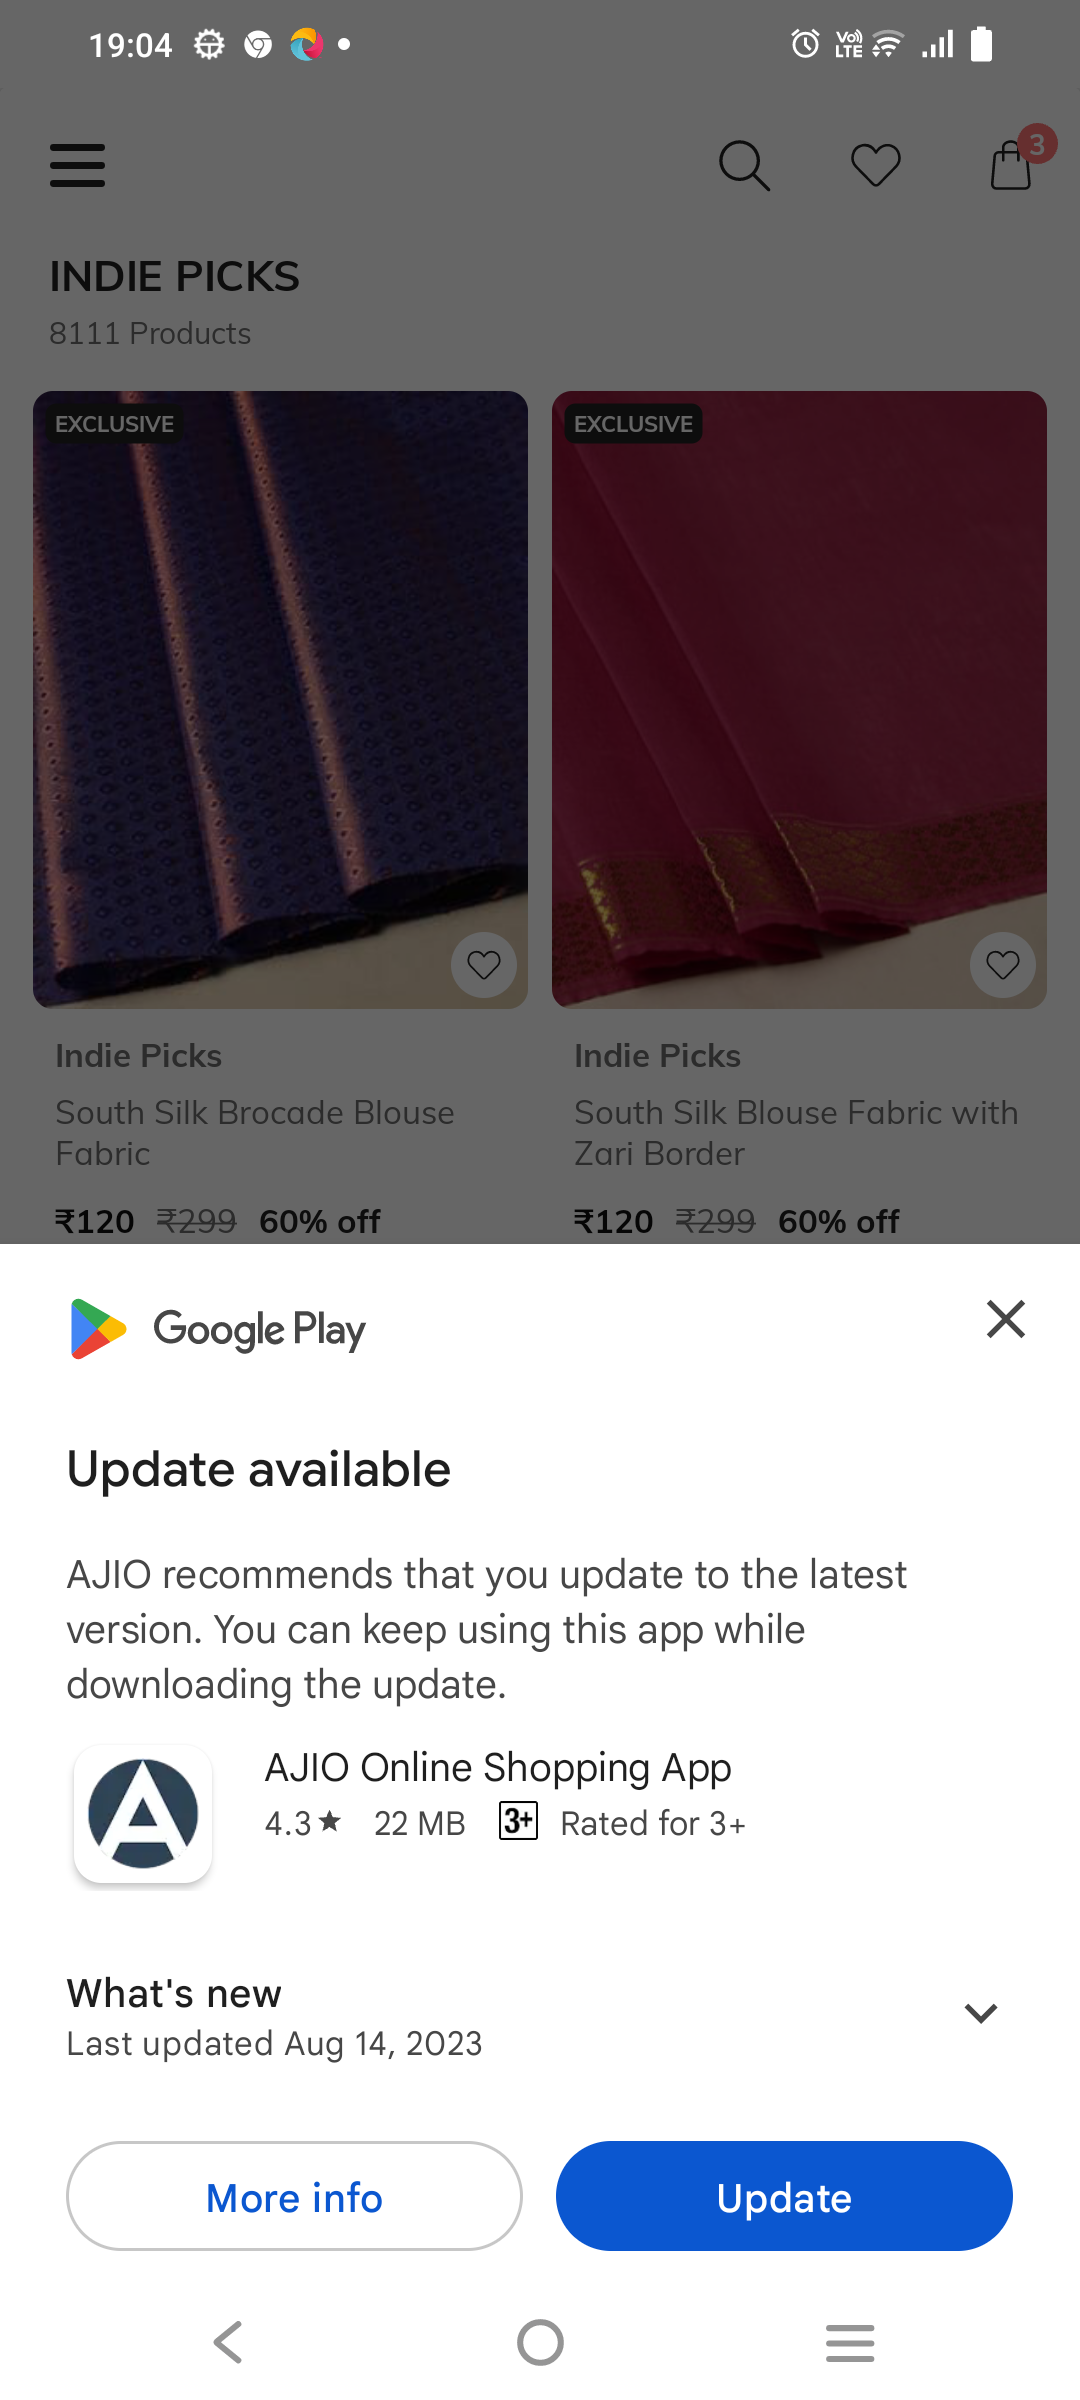 19:04
VoLTE
3
INDIE PICKS
8111 Products
EXCLUSIVE
EXCLUSIVE
Indie Picks
South Silk Brocade Blouse
Fabric
₹120 ₹299 60% off
Indie Picks
South Silk Blouse Fabric with
Zari Border
₹120 ₹299 60% off
Google Play
Update available
AJIO recommends that you update to the latest
version. You can keep using this app while
downloading the update.
A
AJIO Online Shopping App
4.3★ 22 MB 3+ Rated for 3+
What's new
Last updated Aug 14, 2023
More info
Update